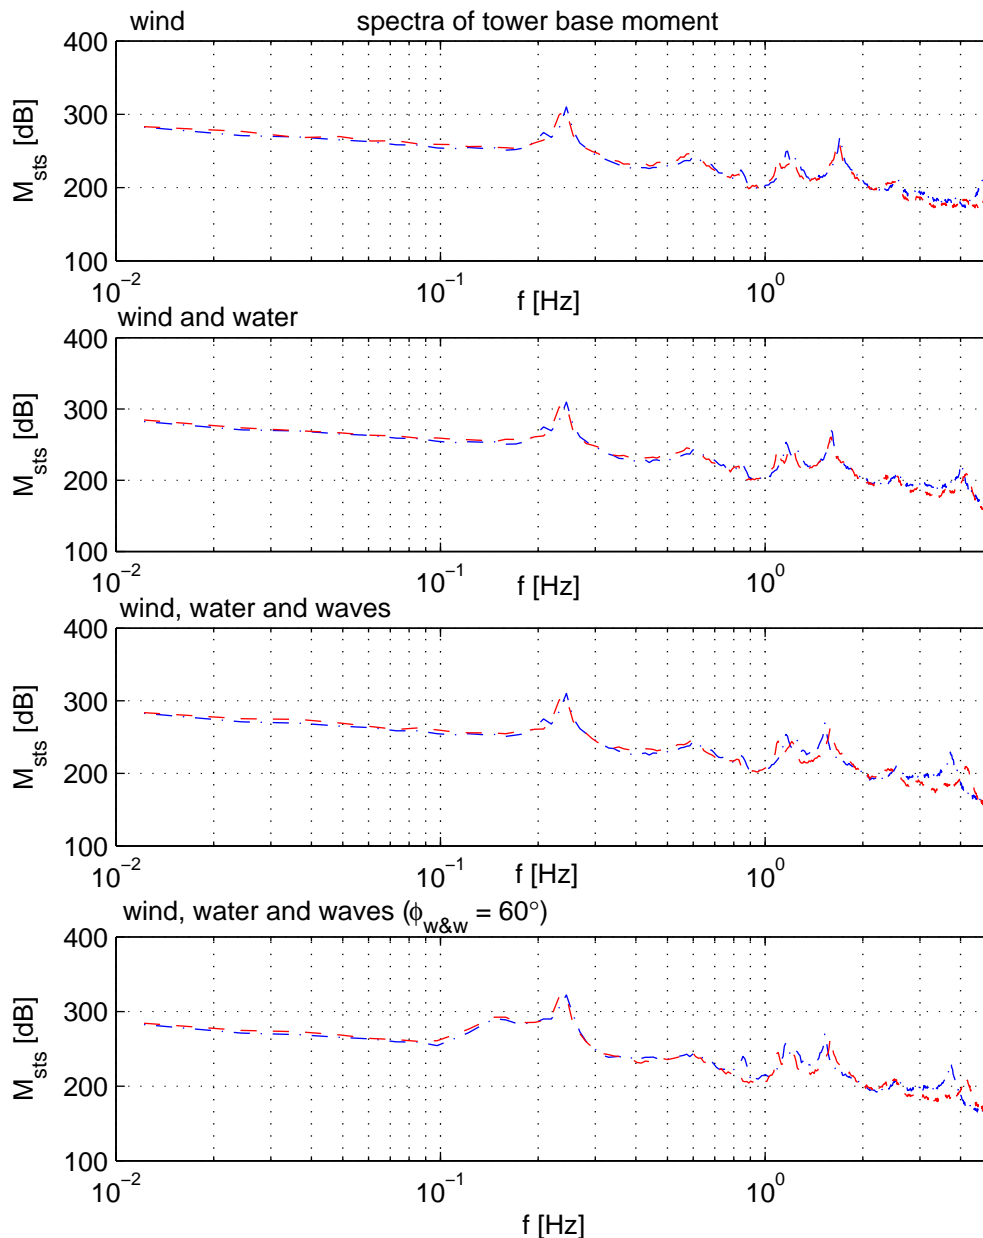 wind spectra of tower base moment
400
300
200
100
M_sts [dB]
10^−2 10^−1 10^0
f [Hz]
wind and water
400
300
200
100
M_sts [dB]
10^−2 10^−1 10^0
f [Hz]
wind, water and waves
400
300
200
100
M_sts [dB]
10^−2 10^−1 10^0
f [Hz]
wind, water and waves (ϕ_w&w = 60°)
400
300
200
100
M_sts [dB]
10^−2 10^−1 10^0
f [Hz]